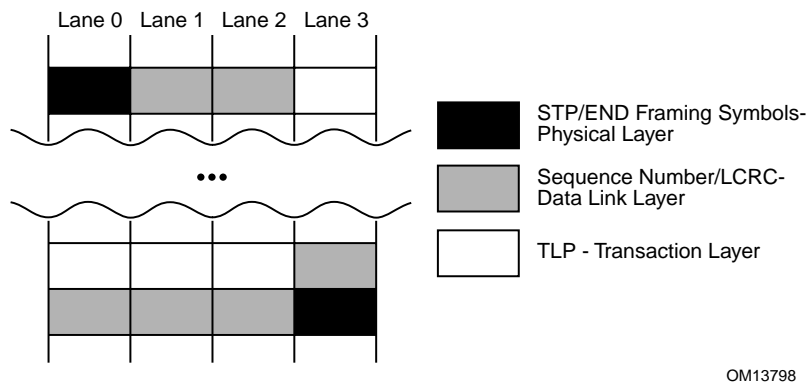 Lane 0 Lane 1 Lane 2 Lane 3
STP/END Framing Symbols-
Physical Layer
Sequence Number/LCRC-
Data Link Layer
TLP - Transaction Layer
OM13798